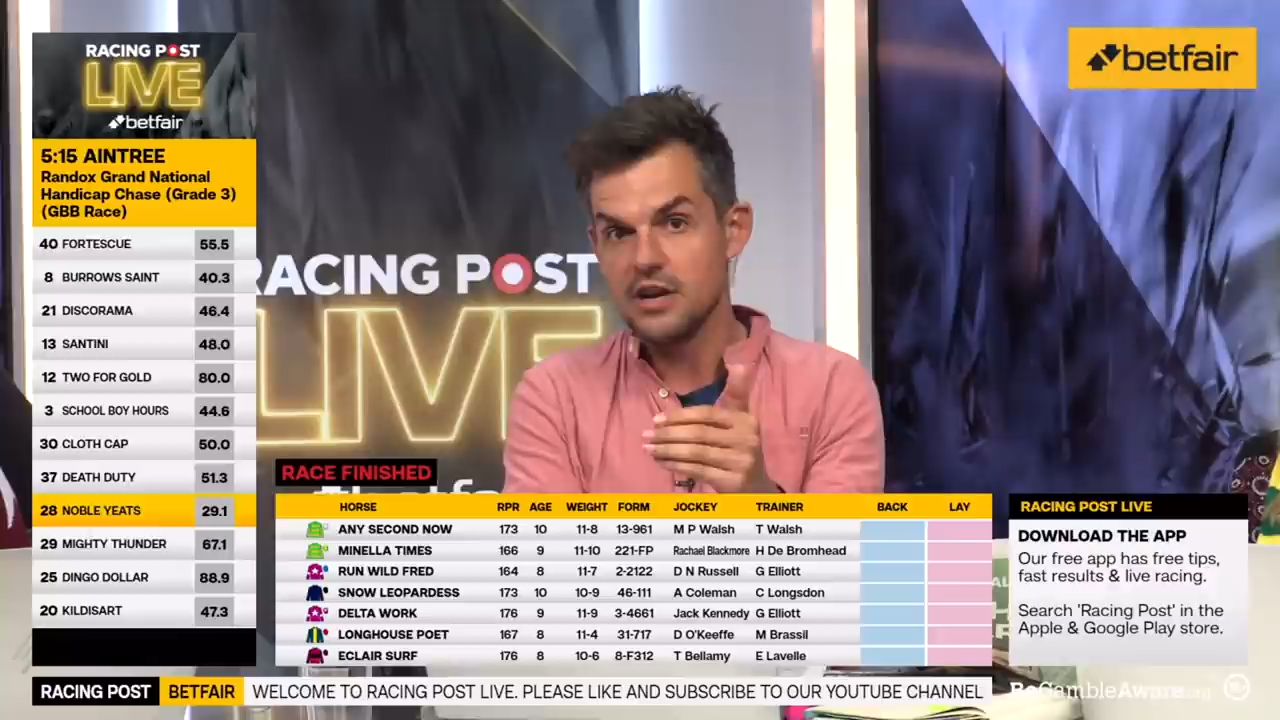 RACING POST
LIVE
betfair
5:15 AINTREE
Randox Grand National
Handicap Chase (Grade 3)
(GBB Race)
40 FORTESCUE 55.5
8 BURROWS SAINT 40.3
21 DISCORAMA 46.4
13 SANTINI 48.0
12 TWO FOR GOLD 80.0
3 SCHOOL BOY HOURS 44.6
30 CLOTH CAP 50.0
37 DEATH DUTY 51.3
28 NOBLE YEATS 29.1
29 MIGHTY THUNDER 67.1
25 DINGO DOLLAR 88.9
20 KILDISART 47.3
betfair
RACING POST
LIVE
RACE FINISHED
HORSE RPR AGE WEIGHT FORM JOCKEY TRAINER BACK LAY
ANY SECOND NOW 173 10 11-8 13-961 M P Walsh T Walsh
MINELLA TIMES 166 9 11-10 221-FP Rachael Blackmore H De Bromhead
RUN WILD FRED 164 8 11-7 2-2122 D N Russell G Elliott
SNOW LEOPARDESS 173 10 10-9 46-111 A Coleman C Longsdon
DELTA WORK 176 9 11-9 3-4661 Jack Kennedy G Elliott
LONGHOUSE POET 167 8 11-4 31-717 D O'Keeffe M Brassil
ECLAIR SURF 176 8 10-6 8-F312 T Bellamy E Lavelle
RACING POST LIVE
DOWNLOAD THE APP
Our free app has free tips,
fast results & live racing.
Search 'Racing Post' in the
Apple & Google Play store.
RACING POST BETFAIR WELCOME TO RACING POST LIVE. PLEASE LIKE AND SUBSCRIBE TO OUR YOUTUBE CHANNEL
BeGambleAware.org